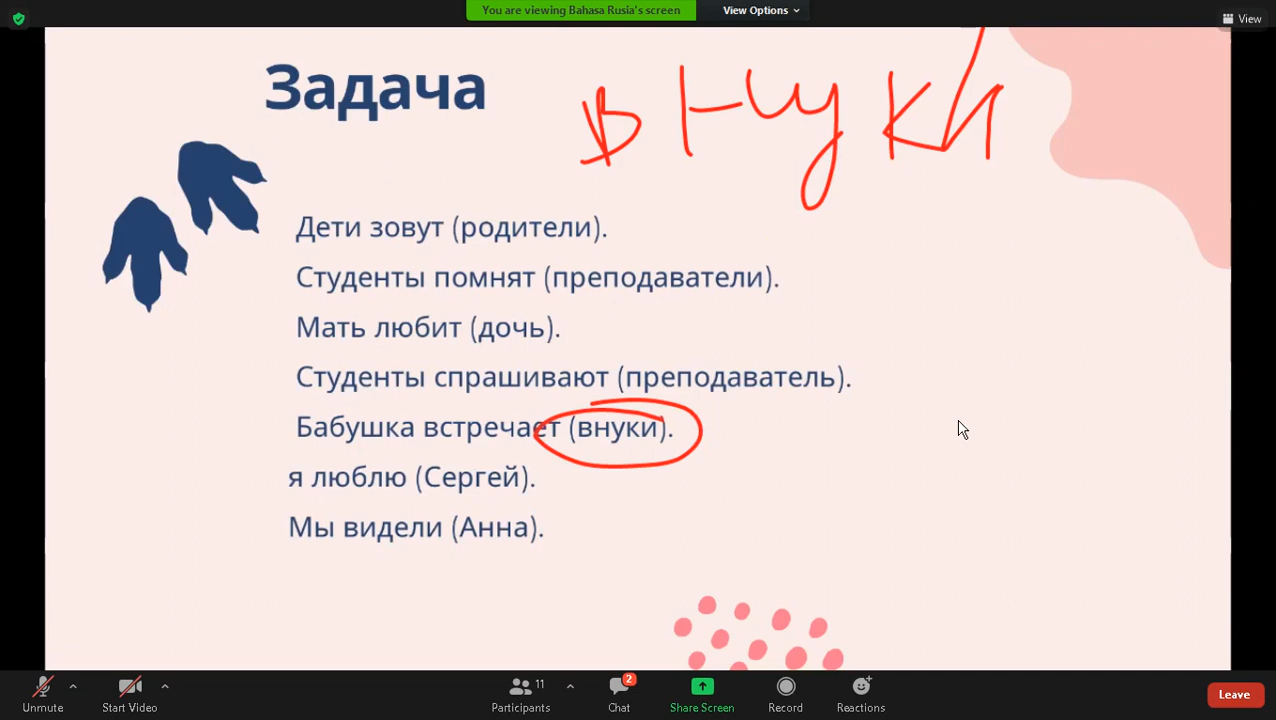 You are viewing Bahasa Rusia's screen
View Options
View
Задача
внуки
Дети зовут (родители).
Студенты помнят (преподаватели).
Мать любит (дочь).
Студенты спрашивают (преподаватель).
Бабушка встречает (внуки).
я люблю (Сергей).
Мы видели (Анна).
Unmute
Start Video
Participants 11
Chat 2
Share Screen
Record
Reactions
Leave